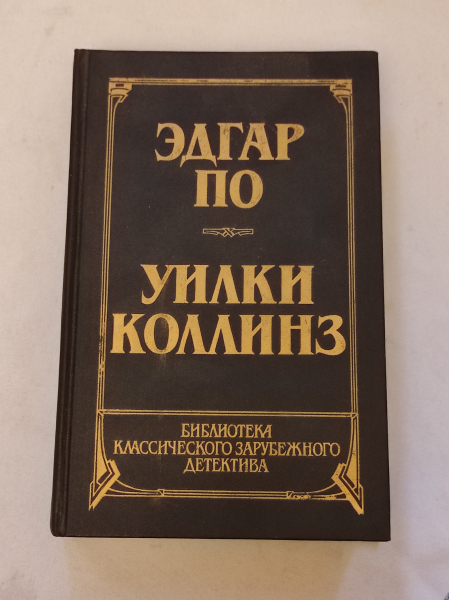 ЭДГАР
ПО
УИЛКИ
КОЛЛИНЗ
БИБЛИОТЕКА
КЛАССИЧЕСКОГО ЗАРУБЕЖНОГО
ДЕТЕКТИВА